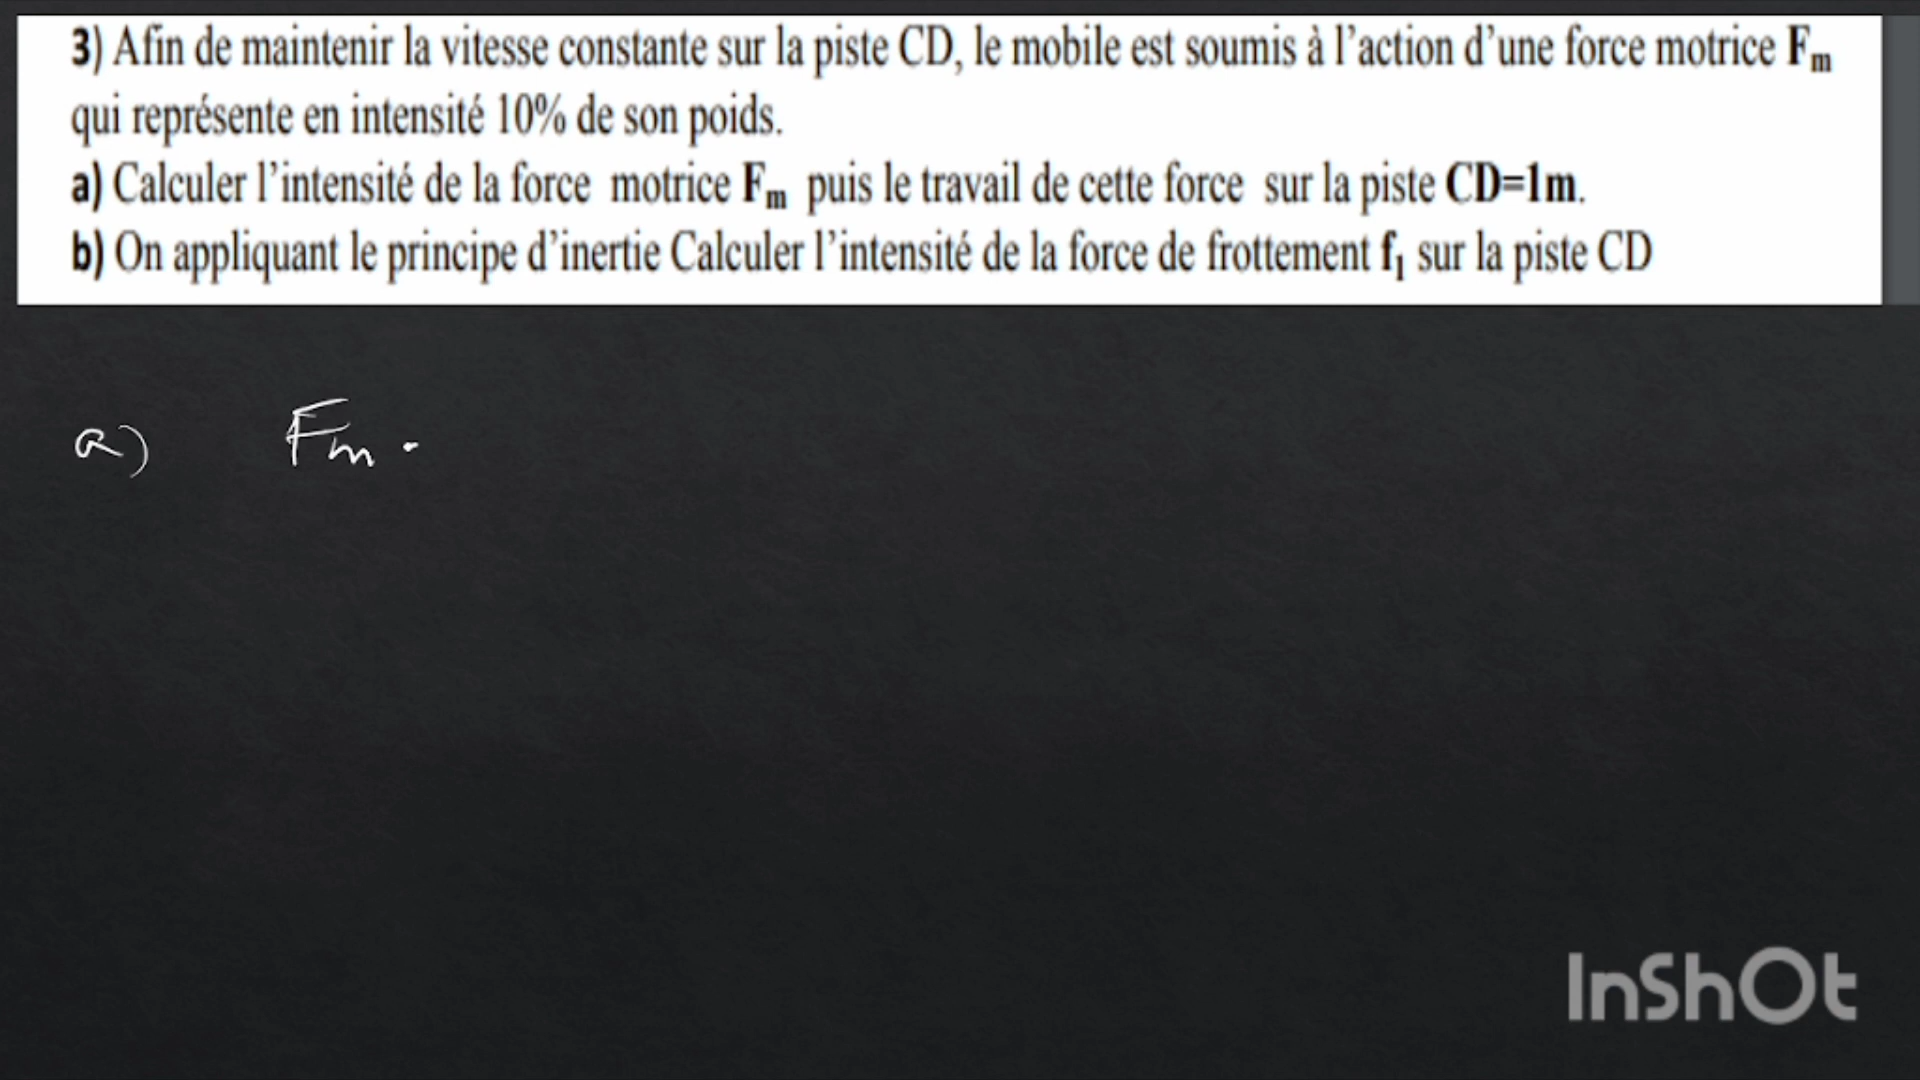 3) Afin de maintenir la vitesse constante sur la piste CD, le mobile est soumis à l’action d’une force motrice Fm
qui représente en intensité 10% de son poids.
a) Calculer l’intensité de la force motrice Fm puis le travail de cette force sur la piste CD=1m.
b) On appliquant le principe d’inertie Calculer l’intensité de la force de frottement f1 sur la piste CD
a) Fm .
InShOt